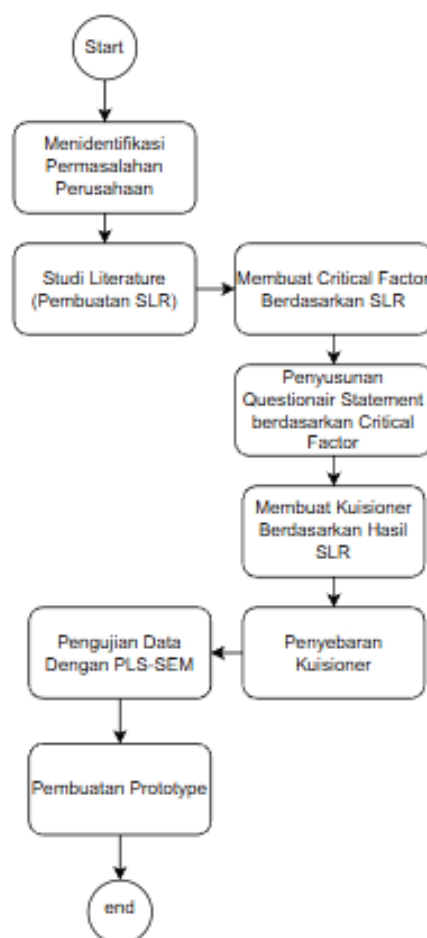 Start
Menidentifikasi
Permasalahan
Perusahaan
Studi Literature
(Pembuatan SLR)
Membuat Critical Factor
Berdasarkan SLR
Penyusunan
Questionair Statement
berdasarkan Critical
Factor
Membuat Kuisioner
Berdasarkan Hasil
SLR
Penyebaran
Kuisioner
Pengujian Data
Dengan PLS-SEM
Pembuatan Prototype
end